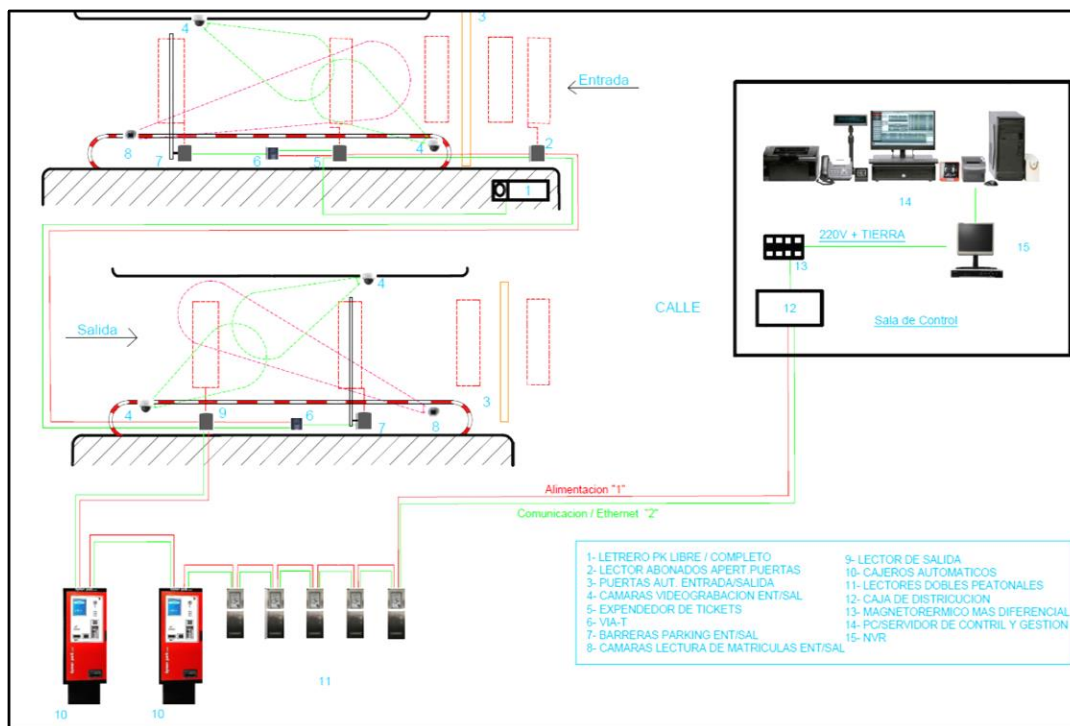 4
3
Entrada
8
7
6
5
4
2
1
14
220V + TIERRA
15
13
12
CALLE
Sala de Control
4
Salida
4
9
6
7
8
3
Alimentacion "1"
Comunicacion / Ethernet "2"
10
10
11
1- LETRERO PK LIBRE / COMPLETO
2- LECTOR ABONADOS APERT PUERTAS
3- PUERTAS AUT. ENTRADA/SALIDA
4- CAMARAS VIDEOGRABACION ENT/SAL
5- EXPENDEDOR DE TICKETS
6- VIA-T
7- BARRERAS PARKING ENT/SAL
8- CAMARAS LECTURA DE MATRICULAS ENT/SAL
9- LECTOR DE SALIDA
10- CAJEROS AUTOMATICOS
11- LECTORES DOBLES PEATONALES
12- CAJA DE DISTRICUCION
13- MAGNETORERMICO MAS DIFERENCIAL
14- PC/SERVIDOR DE CONTRIL Y GESTION
15- NVR